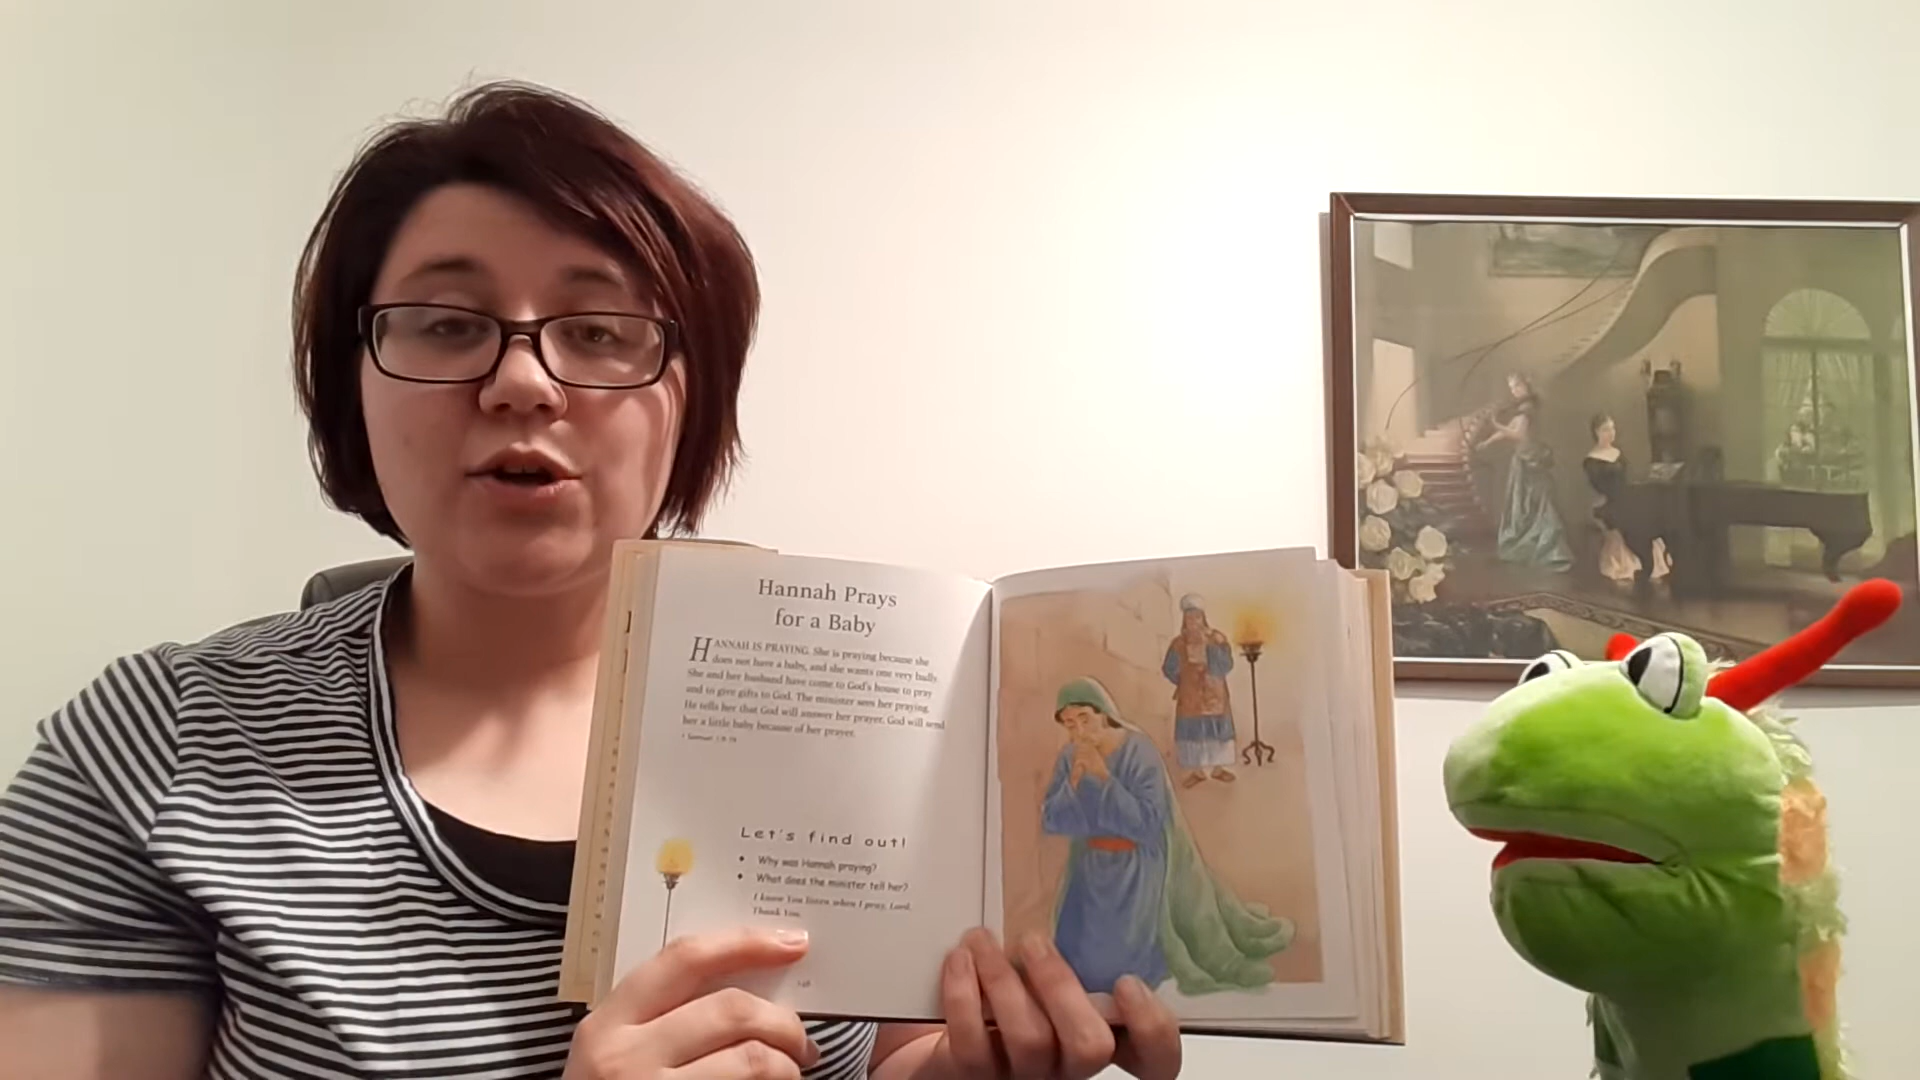 Hannah Prays
for a Baby
HANNAH IS PRAYING. She is praying because she
does not have a baby, and she wants one very badly.
She and her husband have come to God's house to pray
and to give gifts to God. The minister sees her praying.
He tells her that God will answer her prayer. God will send
her a little baby because of her prayer.
Let's find out!
• Why was Hannah praying?
• What does the minister tell her?
I know You listen when I pray, Lord.
Thank You.
148